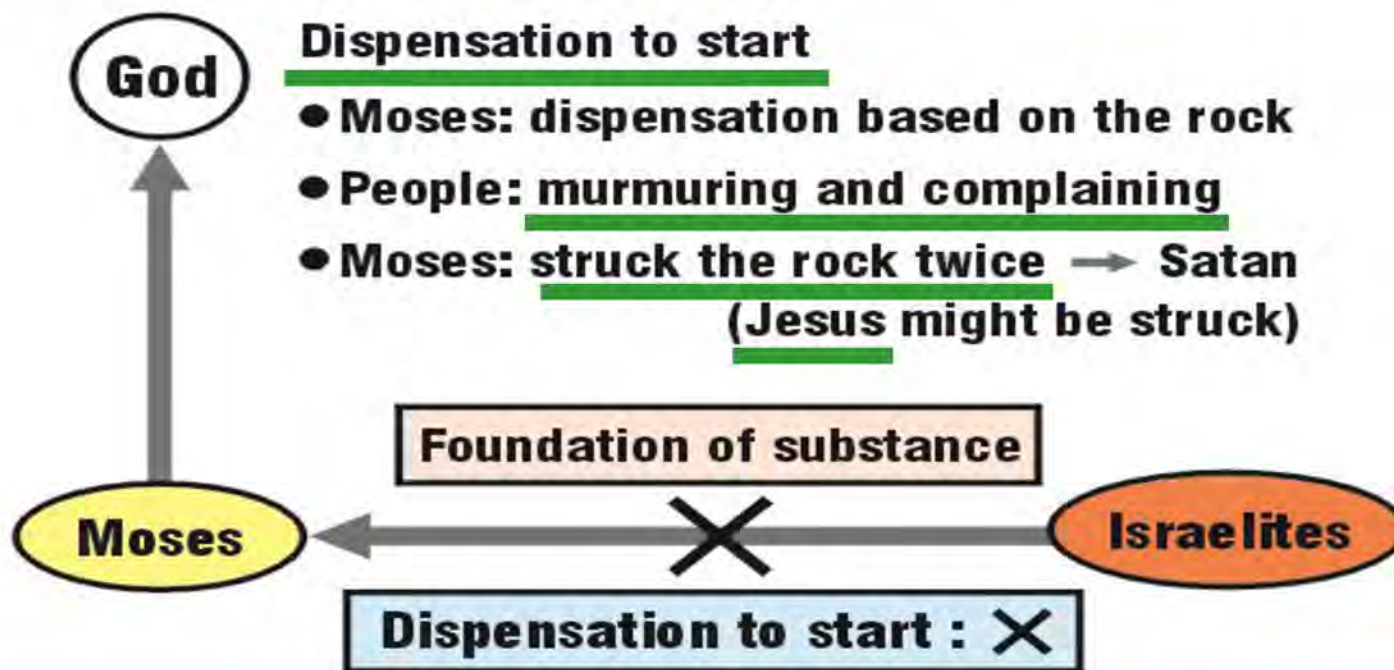 God
Dispensation to start
● Moses: dispensation based on the rock
● People: murmuring and complaining
● Moses: struck the rock twice → Satan
(Jesus might be struck)
Foundation of substance
Moses
Israelites
Dispensation to start : ✕